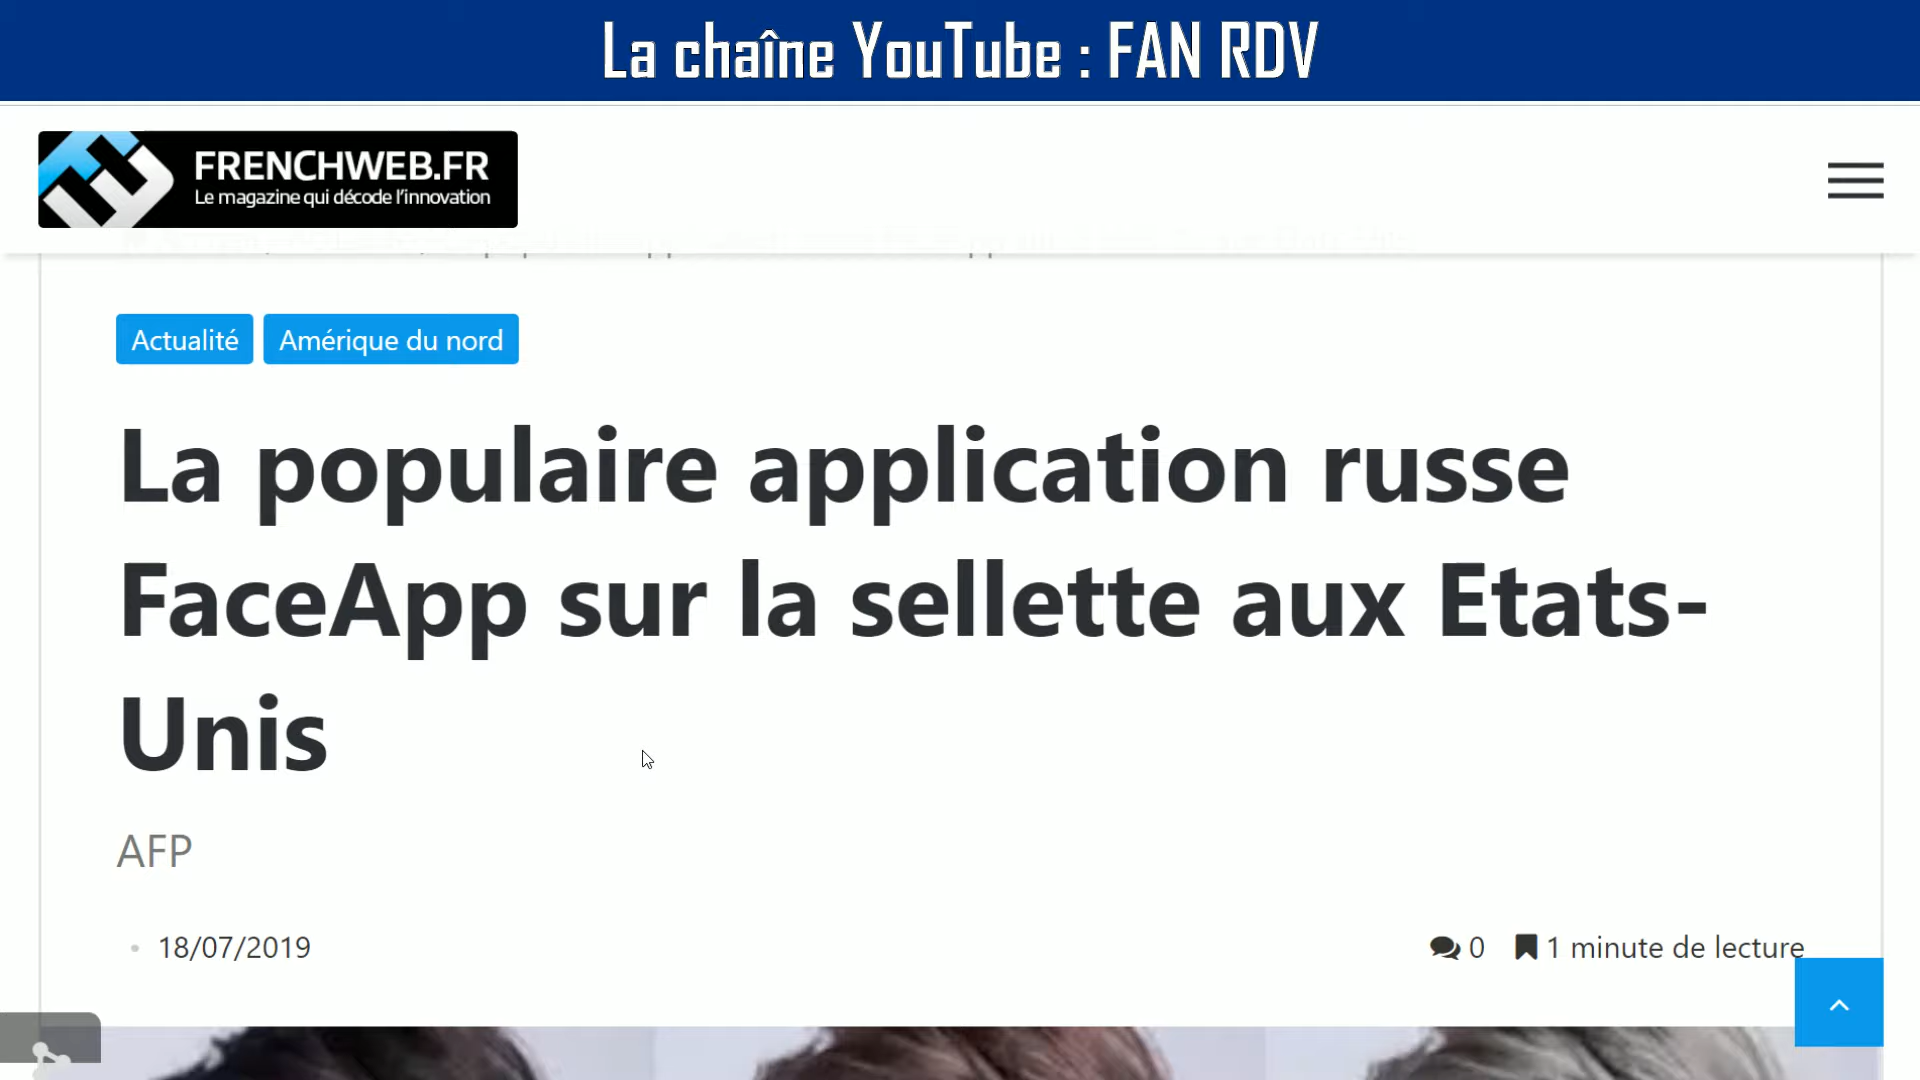 La chaîne YouTube : FAN RDV
FRENCHWEB.FR
Le magazine qui décode l'innovation
Actualité Amérique du nord
La populaire application russe
FaceApp sur la sellette aux Etats-
Unis
AFP
18/07/2019
0 1 minute de lecture